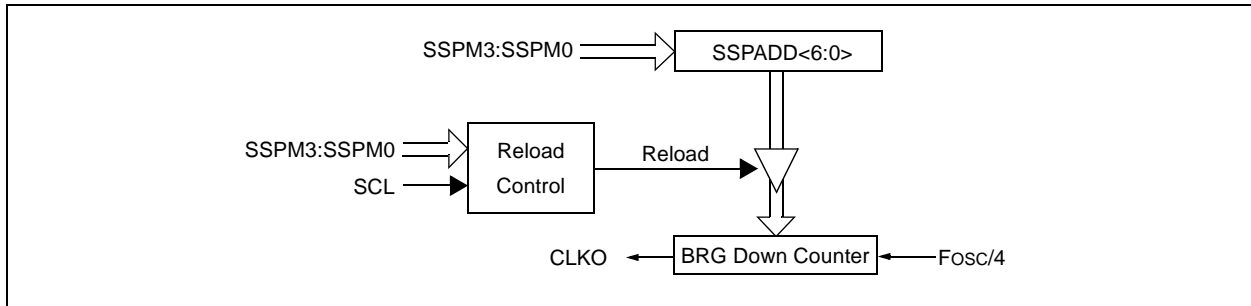 SSPM3:SSPM0
SSPADD<6:0>
SSPM3:SSPM0
SCL
Reload
Control
Reload
CLKO
BRG Down Counter
FOSC/4